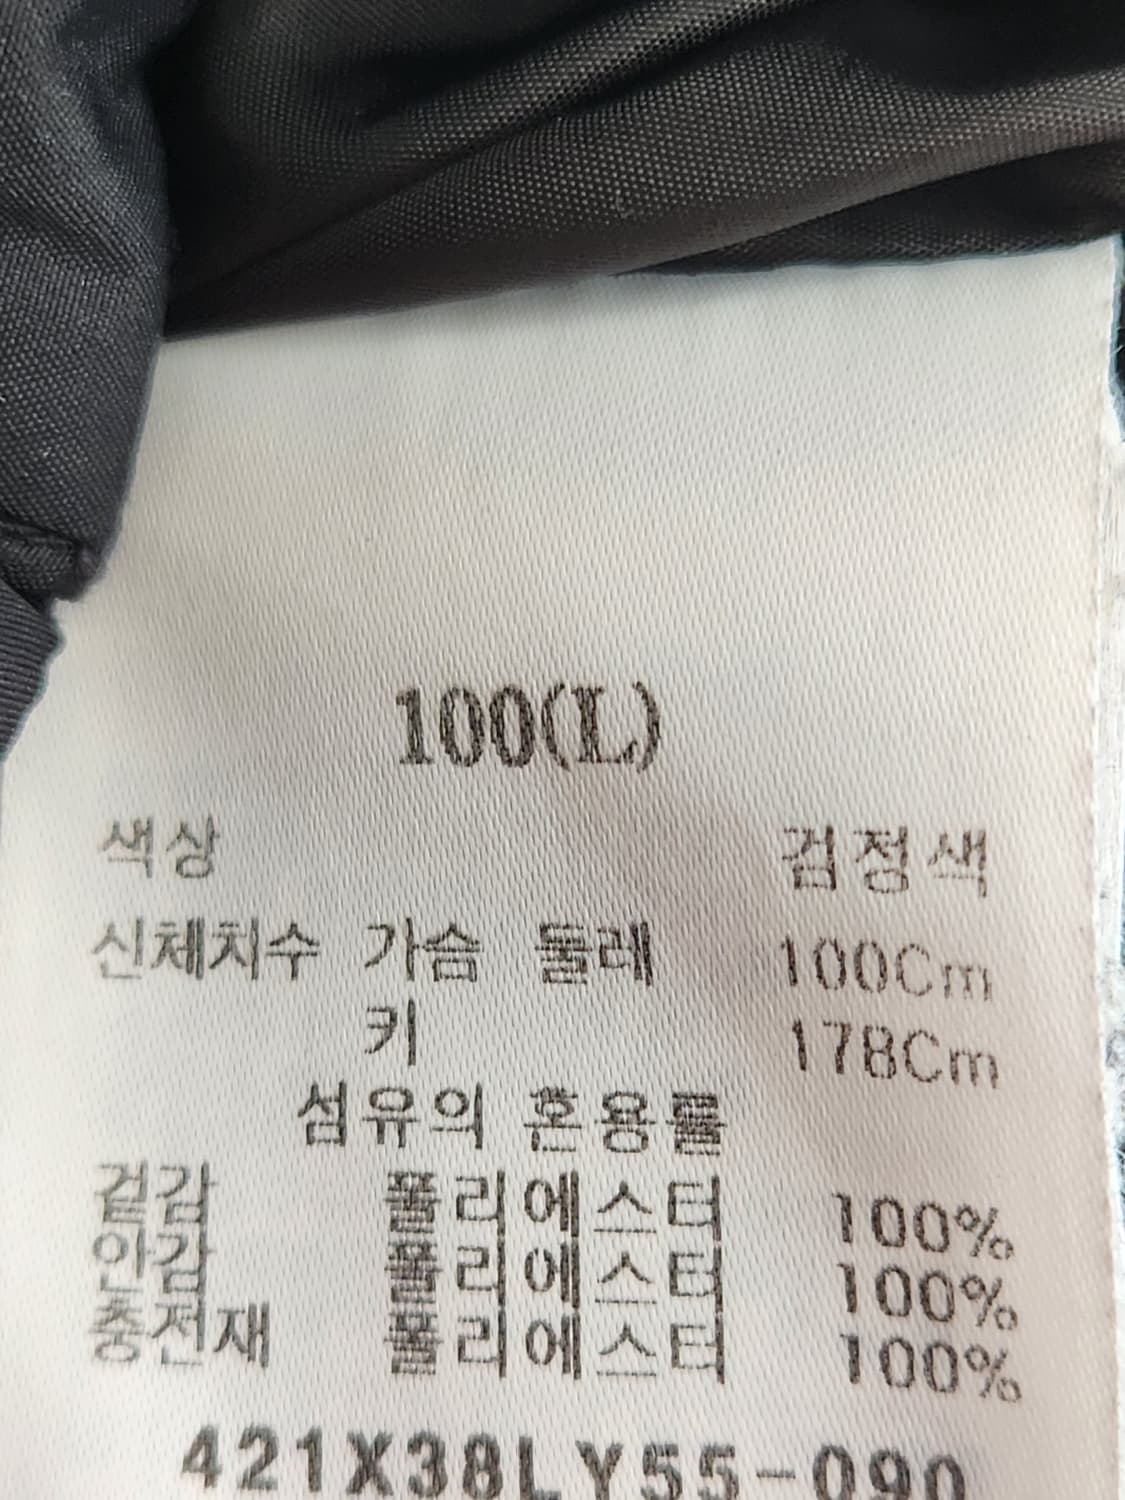 100(L)
색상 검정색
신체치수 가슴 둘레 100Cm
키 178Cm
섬유의 혼용률
겉감 폴리에스터 100%
안감 폴리에스터 100%
충전재 폴리에스터 100%
421X38LY55-090